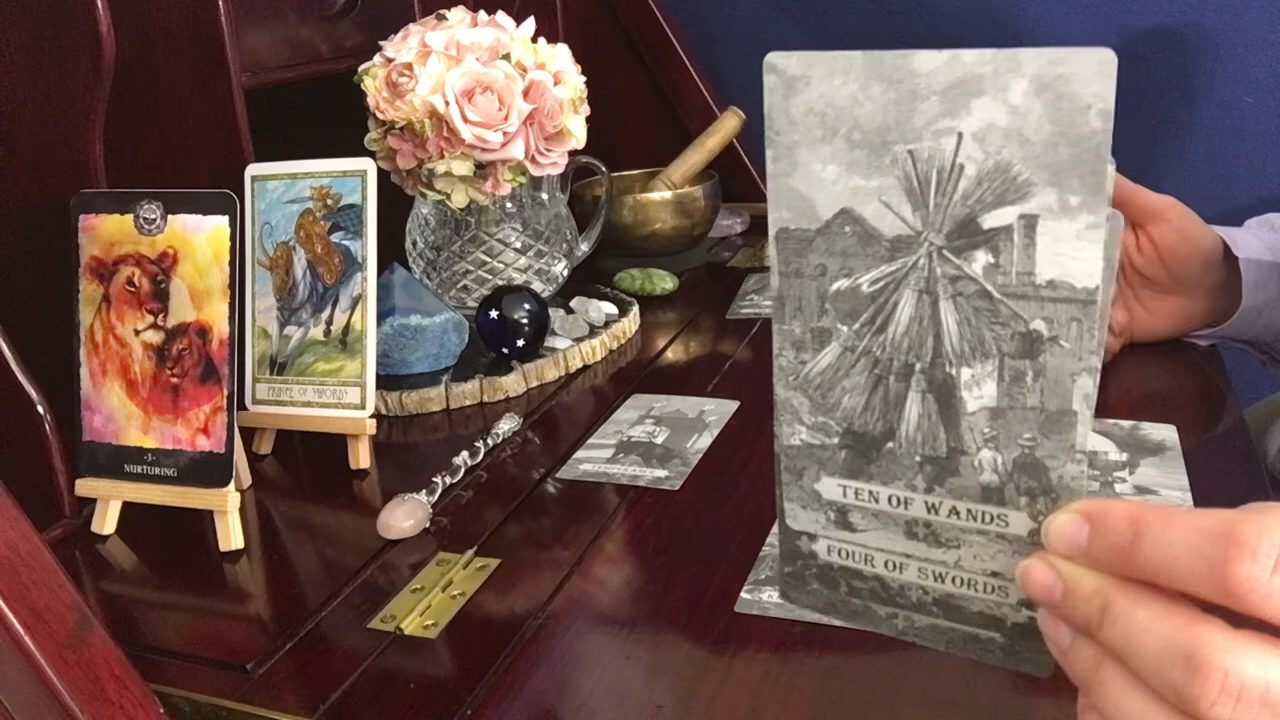 -3-
NURTURING
PRINCE OF SWORDS
TEMPERANCE
TEN OF WANDS
FOUR OF SWORDS